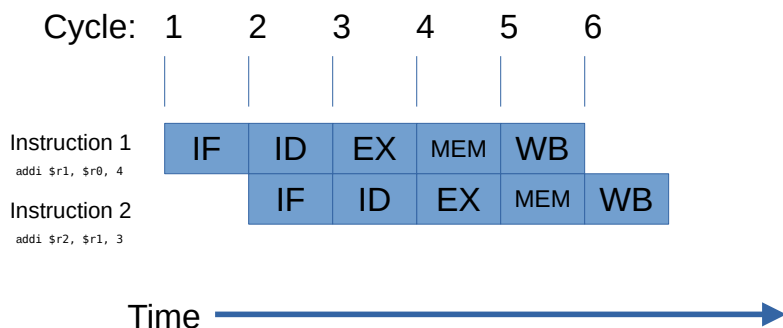 Cycle: 1 2 3 4 5 6
Instruction 1 IF ID EX MEM WB
addi $r1, $r0, 4
Instruction 2 IF ID EX MEM WB
addi $r2, $r1, 3
Time